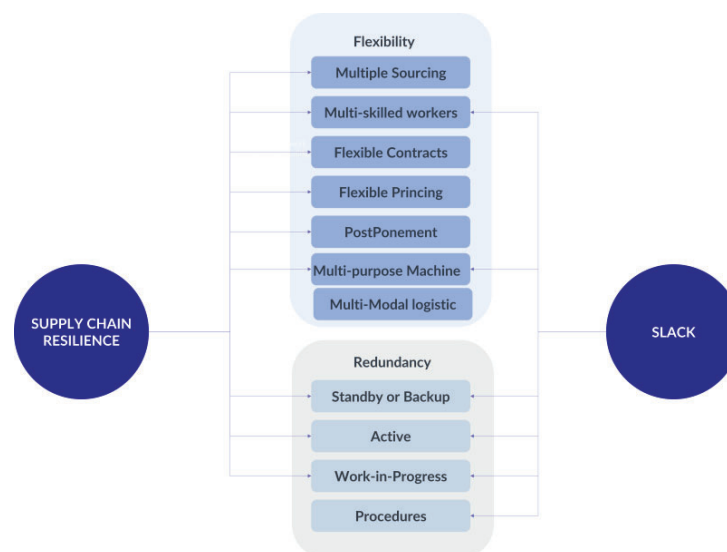 Flexibility
Multiple Sourcing
Multi-skilled workers
Flexible Contracts
Flexible Princing
PostPonement
Multi-purpose Machine
Multi-Modal logistic
SUPPLY CHAIN
RESILIENCE
SLACK
Redundancy
Standby or Backup
Active
Work-in-Progress
Procedures